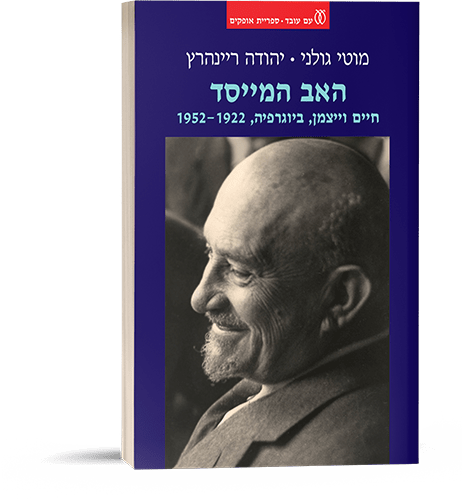 עם עובד • ספריית אופקים
מוטי גולני • יהודה ריינהרץ
האב המייסד
חיים וייצמן, ביוגרפיה, 1922–1952